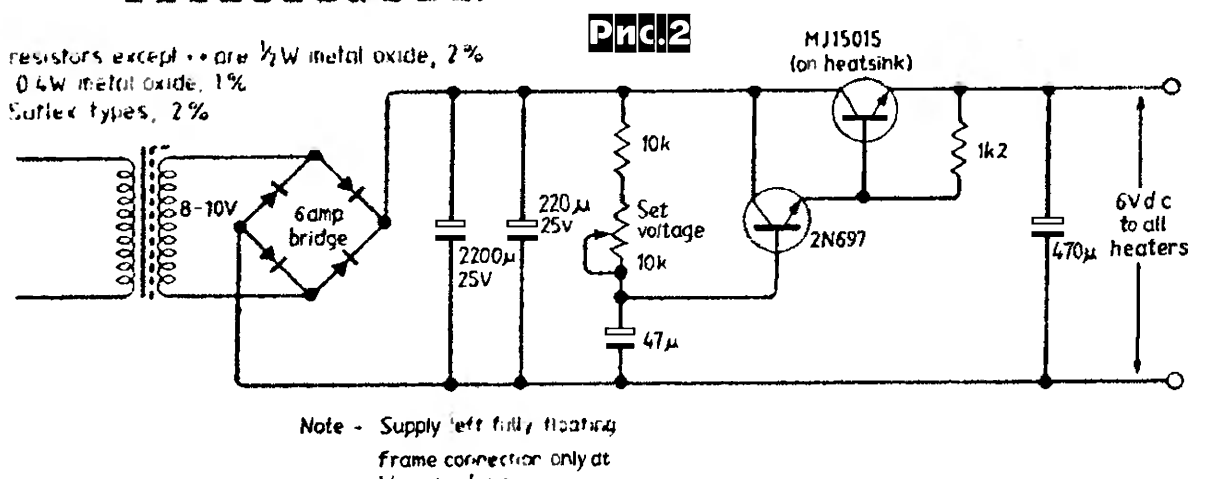 Рис.2
resistors except •• are ½W metal oxide, 2%
0.4W metal oxide, 1%
Suflex types, 2%
MJ15015
(on heatsink)
8-10V
6amp
bridge
2200μ
25V
220μ
25V
10k
Set
voltage
10k
47μ
2N697
1k2
470μ
6V d c
to all
heaters
Note - Supply left fully floating
frame connection only at